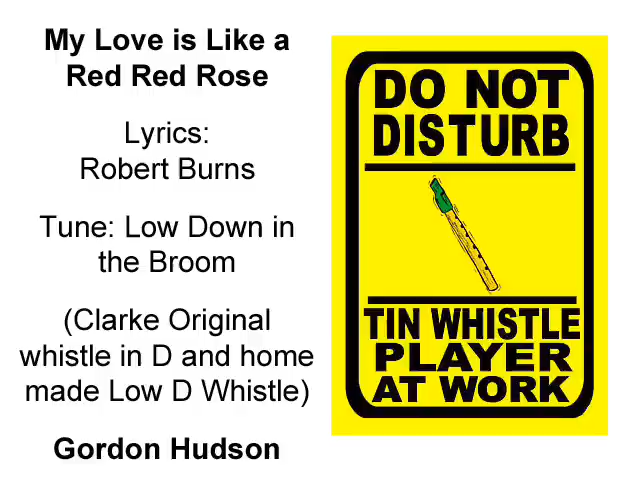 My Love is Like a
Red Red Rose
Lyrics:
Robert Burns
Tune: Low Down in
the Broom
(Clarke Original
whistle in D and home
made Low D Whistle)
Gordon Hudson
DO NOT
DISTURB
TIN WHISTLE
PLAYER
AT WORK